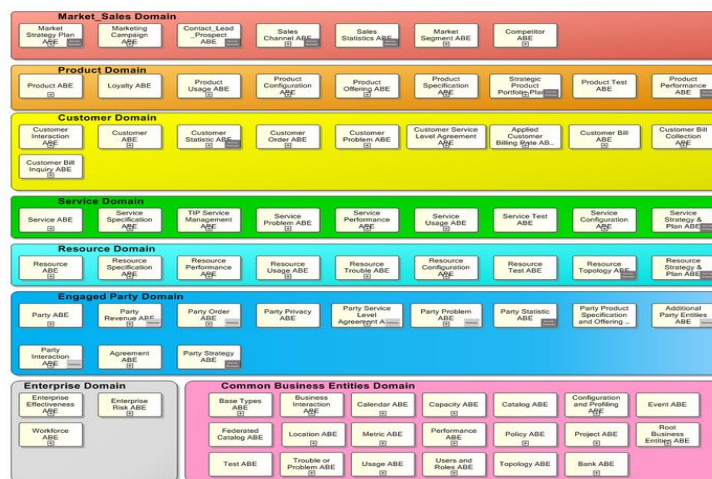 Market_Sales Domain
Market
Strategy Plan
ABE
Marketing
Campaign
ABE
Contact_Lead
_Prospect
ABE
Sales
Channel ABE
Sales
Statistics ABE
Market
Segment ABE
Competitor
ABE
Product Domain
Product ABE
Loyalty ABE
Product
Usage ABE
Product
Configuration
ABE
Product
Offering ABE
Product
Specification
ABE
Strategic
Product
Portfolio Plan
Product Test
ABE
Product
Performance
ABE
Customer Domain
Customer
Interaction
ABE
Customer
ABE
Customer
Statistic ABE
Customer
Order ABE
Customer
Problem ABE
Customer Service
Level Agreement
ABE
Applied
Customer
Billing Rate AB...
Customer Bill
ABE
Customer Bill
Collection
ABE
Customer Bill
Inquiry ABE
Service Domain
Service ABE
Service
Specification
ABE
TIP Service
Management
ABE
Service
Problem ABE
Service
Performance
ABE
Service
Usage ABE
Service Test
ABE
Service
Configuration
ABE
Service
Strategy &
Plan ABE
Resource Domain
Resource
ABE
Resource
Specification
ABE
Resource
Performance
ABE
Resource
Usage ABE
Resource
Trouble ABE
Resource
Configuration
ABE
Resource
Test ABE
Resource
Topology ABE
Resource
Strategy &
Plan ABE
Engaged Party Domain
Party ABE
Party
Revenue ABE
Party
Order ABE
Party Privacy
ABE
Party Service
Level
Agreement A...
Party Problem
ABE
Party Statistic
ABE
Party Product
Specification
and Offering ...
Additional
Party Entities
ABE
Party
Interaction
ABE
Agreement
ABE
Party Strategy
ABE
Enterprise Domain
Enterprise
Effectiveness
ABE
Enterprise
Risk ABE
Workforce
ABE
Common Business Entities Domain
Base Types
ABE
Business
Interaction
ABE
Calendar ABE
Capacity ABE
Catalog ABE
Configuration
and Profiling
ABE
Event ABE
Federated
Catalog ABE
Location ABE
Metric ABE
Performance
ABE
Policy ABE
Project ABE
Root
Business
Entities ABE
Test ABE
Trouble or
Problem ABE
Usage ABE
Users and
Roles ABE
Topology ABE
Bank ABE